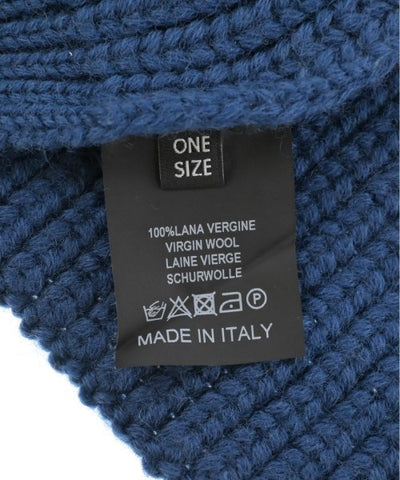 ONE
SIZE
100%LANA VERGINE
VIRGIN WOOL
LAINE VIERGE
SCHURWOLLE
P
MADE IN ITALY